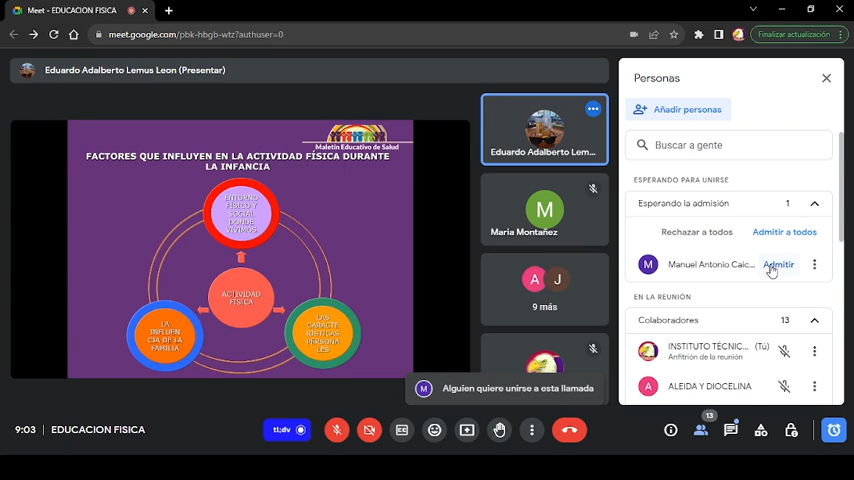 Meet - EDUCACION FISICA
meet.google.com/pbk-hbgb-wtz?authuser=0
Finalizar actualización
Eduardo Adalberto Lemus Leon (Presentar)
Maletín Educativo de Salud
FACTORES QUE INFLUYEN EN LA ACTIVIDAD FÍSICA DURANTE
LA INFANCIA
ENTORNO
FÍSICO Y
SOCIAL
DONDE
VIVIMOS
ACTIVIDAD
FÍSICA
LA
INFLUEN
CIA DE LA
FAMILIA
LAS
CARACTE
RÍSTICAS
PERSONA
LES
Eduardo Adalberto Lem...
M
Maria Montañez
A
J
9 más
M
Alguien quiere unirse a esta llamada
Personas
Añadir personas
Buscar a gente
ESPERANDO PARA UNIRSE
Esperando la admisión 1
Rechazar a todos Admitir a todos
M Manuel Antonio Caic... Admitir
EN LA REUNIÓN
Colaboradores 13
INSTITUTO TÉCNIC... (Tú)
Anfitrión de la reunión
A ALEIDA Y DIOCELINA
9:03 | EDUCACION FISICA
tl;dv
13